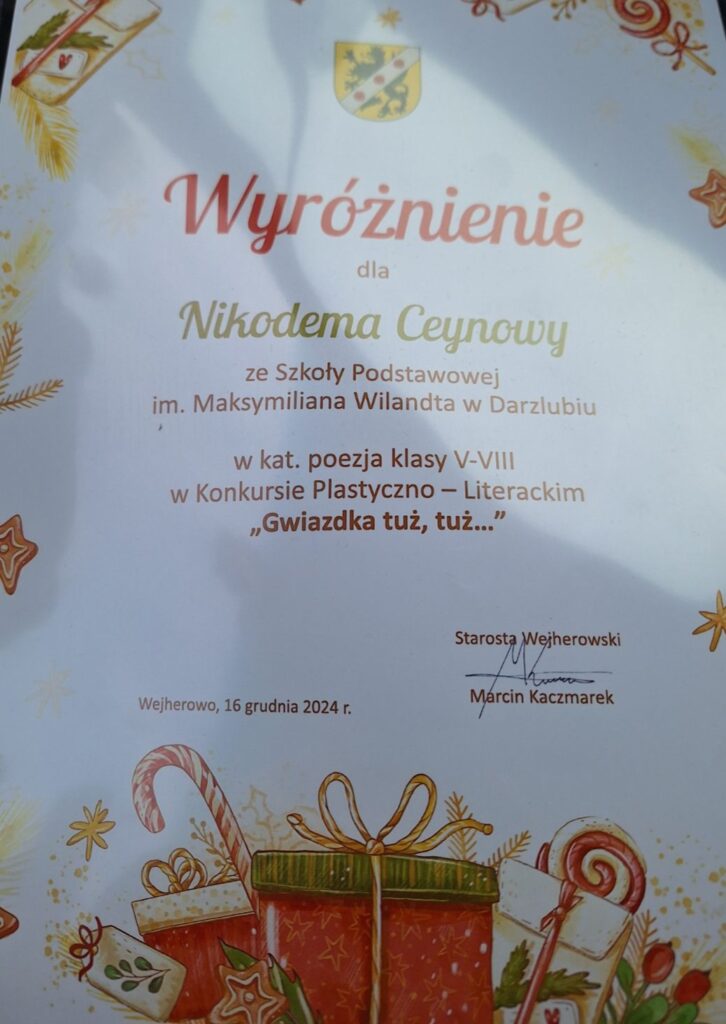 Wyróżnienie
dla
Nikodema Ceynowy
ze Szkoły Podstawowej
im. Maksymiliana Wilandta w Darzlubiu
w kat. poezja klasy V-VIII
w Konkursie Plastyczno – Literackim
„Gwiazdka tuż, tuż...”
Starosta Wejherowski
Marcin Kaczmarek
Wejherowo, 16 grudnia 2024 r.